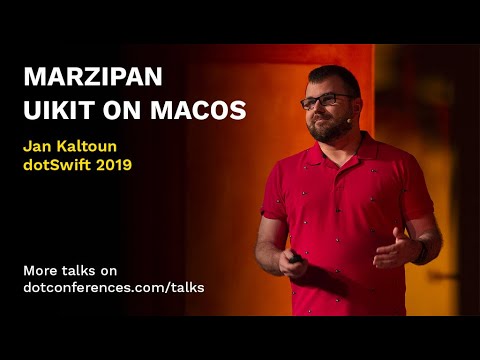 MARZIPAN
UIKIT ON MACOS
Jan Kaltoun
dotSwift 2019
More talks on
dotconferences.com/talks